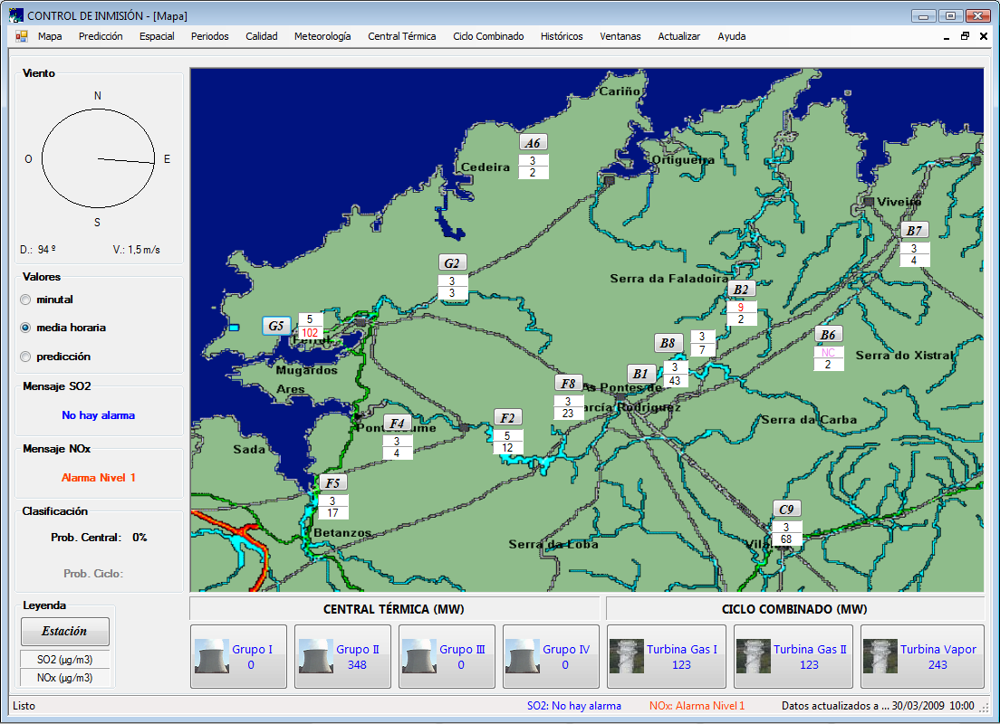 CONTROL DE INMISIÓN - [Mapa]
Mapa Predicción Espacial Periodos Calidad Meteorología Central Térmica Ciclo Combinado Históricos Ventanas Actualizar Ayuda
Viento
N
O E
S
D.: 94 º V.: 1,5 m/s
Valores
minutal
media horaria
predicción
Mensaje SO2
No hay alarma
Mensaje NOx
Alarma Nivel 1
Clasificación
Prob. Central: 0%
Prob. Ciclo:
Leyenda
Estación
SO2 (µg/m3)
NOx (µg/m3)
Cariño
A6
3
2
Cedeira
Ortigueira
Viveiro
B7
3
4
G2
3
3
Serra da Faladoira
B2
9
2
G5
5
102
Ferrol
B8
3
7
B6
NC
2
Serra do Xistral
Mugardos
Ares
B1
3
43
F8
3
23
As Pontes de
García Rodríguez
F4
3
4
F2
5
12
Serra da Carba
Sada
F5
3
17
Betanzos
C9
3
68
Serra da Loba
CENTRAL TÉRMICA (MW)
CICLO COMBINADO (MW)
Grupo I
0
Grupo II
348
Grupo III
0
Grupo IV
0
Turbina Gas I
123
Turbina Gas II
123
Turbina Vapor
243
Listo
SO2: No hay alarma
NOx: Alarma Nivel 1
Datos actualizados a ... 30/03/2009 10:00